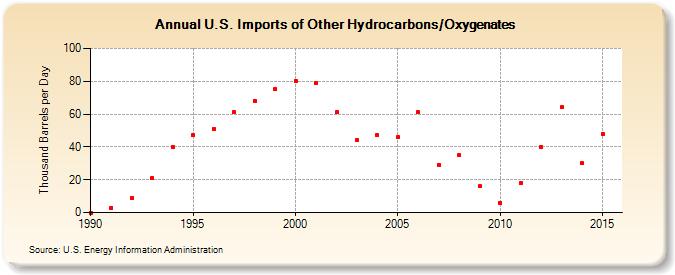 Annual U.S. Imports of Other Hydrocarbons/Oxygenates
Thousand Barrels per Day
100
80
60
40
20
0
1990 1995 2000 2005 2010 2015
Source: U.S. Energy Information Administration